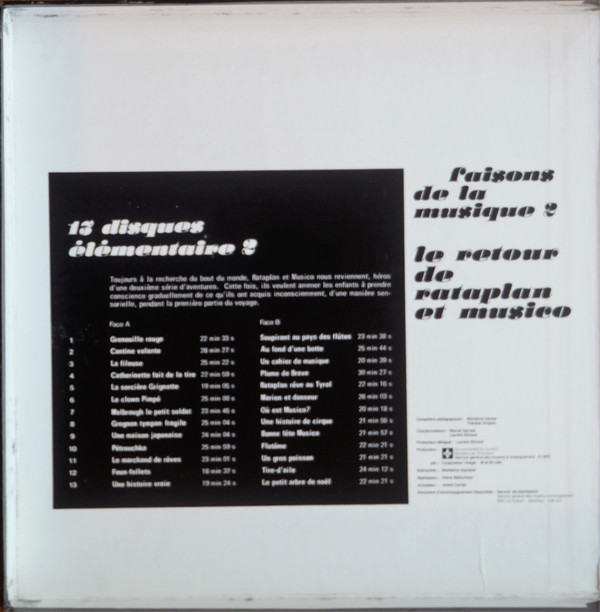 faisons
de la
musique 2
le retour
de
rataplan
et musico
13 disques
élémentaire 2
Toujours à la recherche du bout du monde, Rataplan et Musico nous reviennent, héros
d'une deuxième série d'aventures. Cette fois, ils veulent amener les enfants à prendre
conscience graduellement de ce qu'ils ont acquis inconsciemment, d'une manière sen-
sorielle, pendant la première partie du voyage.
Face A
Face B
1 Grenouille rouge 22 min 33 s Soupirant au pays des flûtes 23 min 38 s
2 Cantine volante 28 min 27 s Au fond d'une botte 25 min 44 s
3 La fileuse 25 min 22 s Un cahier de musique 20 min 39 s
4 Catherinette fait de la tire 22 min 59 s Plume de Brave 30 min 27 s
5 La sorcière Grignotte 19 min 05 s Rataplan rêve au Tyrol 22 min 16 s
6 Le clown Pimpé 25 min 00 s Marion et danseur 26 min 03 s
7 Malbrough le petit soldat 23 min 45 s Où est Musico? 20 min 18 s
8 Grognon tympan fragile 25 min 04 s Une histoire de cirque 21 min 50 s
9 Une maison japonaise 24 min 04 s Bonne fête Musico 21 min 57 s
10 Pétrouchka 25 min 59 s Flutâme 22 min 21 s
11 Le marchand de rêves 23 min 01 s Un gros poisson 21 min 21 s
12 Feux follets 18 min 37 s Tire-d'aile 24 min 12 s
13 Une histoire vraie 19 min 24 s Le petit arbre de noël 22 min 21 s